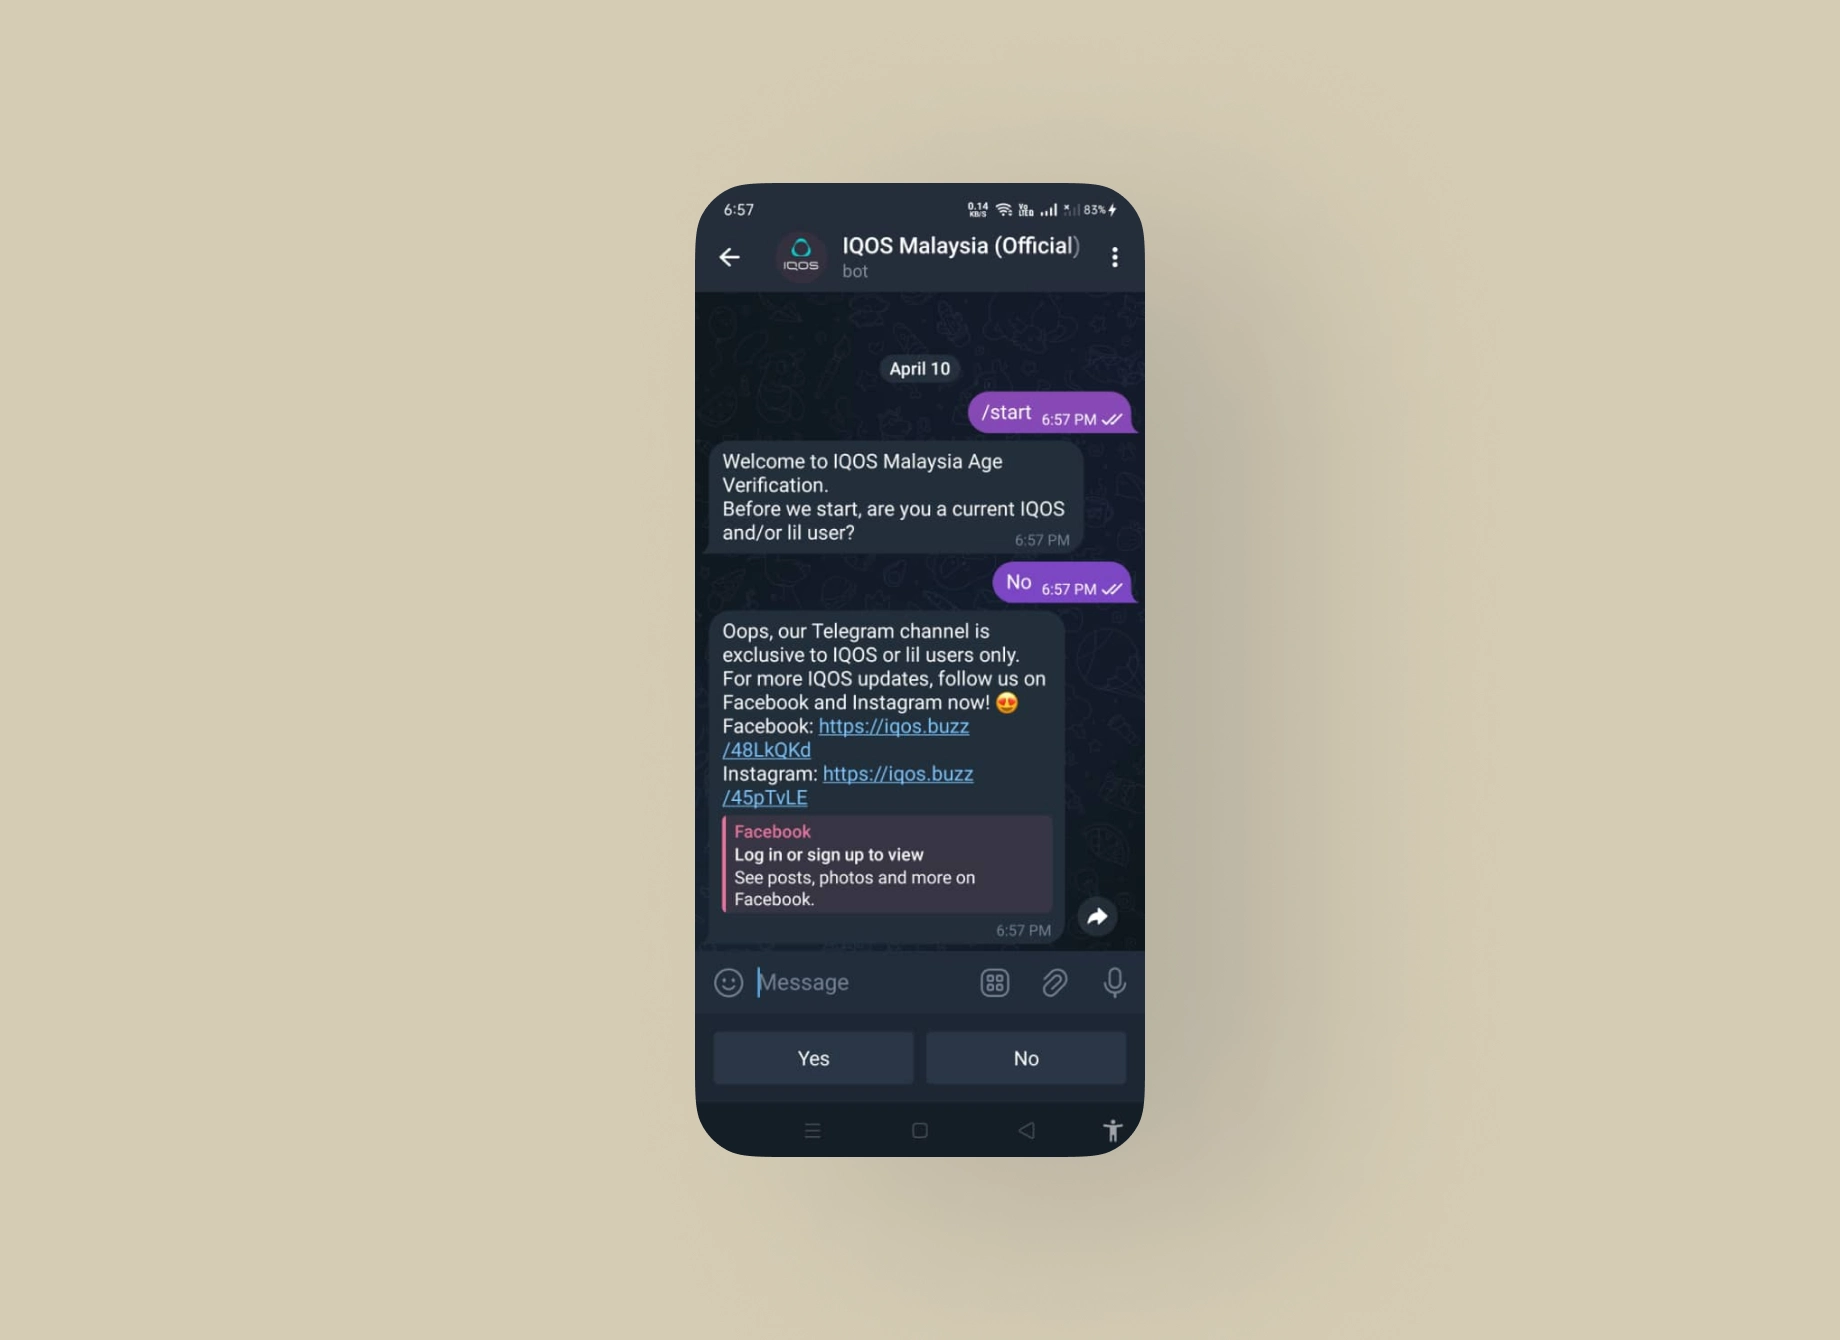 6:57
0.14
KB/S
Vo
LTE
83%
IQOS
IQOS Malaysia (Official)
bot
April 10
/start 6:57 PM
Welcome to IQOS Malaysia Age
Verification.
Before we start, are you a current IQOS
and/or lil user?
6:57 PM
No 6:57 PM
Oops, our Telegram channel is
exclusive to IQOS or lil users only.
For more IQOS updates, follow us on
Facebook and Instagram now! 😍
Facebook: https://iqos.buzz
/48LkQKd
Instagram: https://iqos.buzz
/45pTvLE
Facebook
Log in or sign up to view
See posts, photos and more on
Facebook.
6:57 PM
Message
Yes
No